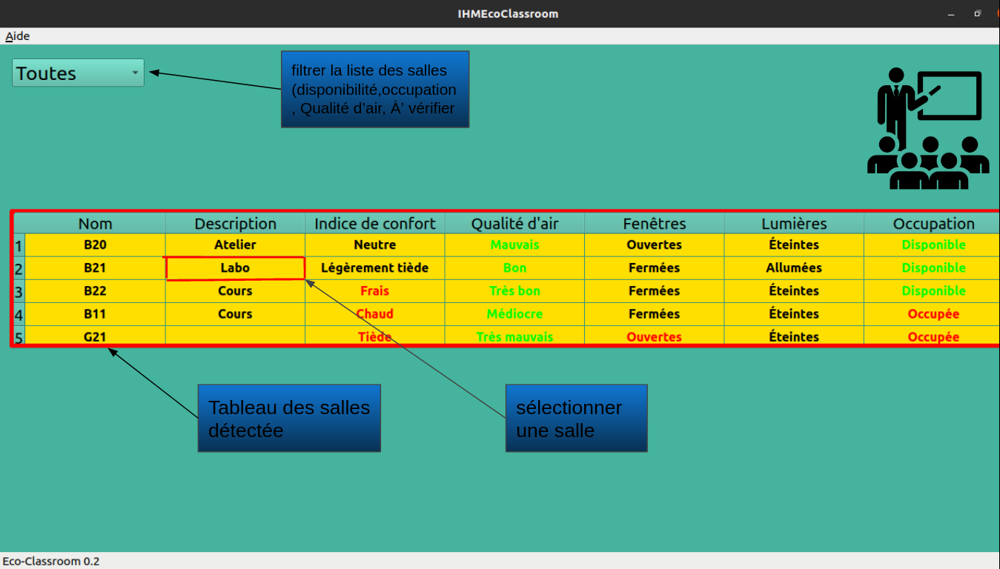 IHMEcoClassroom
Aide
Toutes
filtrer la liste des salles
(disponibilité,occupation
, Qualité d'air, À' vérifier
Nom Description Indice de confort Qualité d'air Fenêtres Lumières Occupation
1 B20 Atelier Neutre Mauvais Ouvertes Éteintes Disponible
2 B21 Labo Légèrement tiède Bon Fermées Allumées Disponible
3 B22 Cours Frais Très bon Fermées Éteintes Disponible
4 B11 Cours Chaud Médiocre Fermées Éteintes Occupée
5 G21 Tiède Très mauvais Ouvertes Éteintes Occupée
Tableau des salles
détectée
sélectionner
une salle
Eco-Classroom 0.2